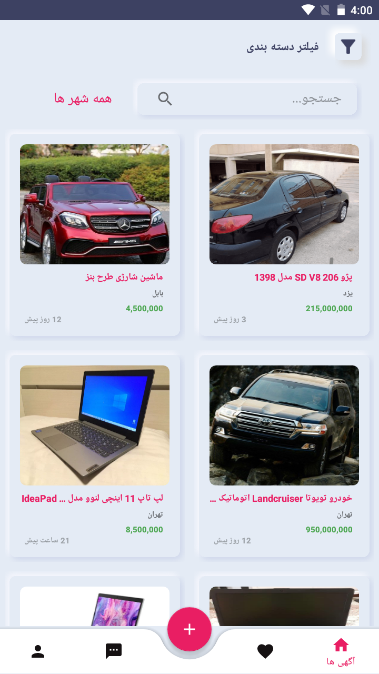 4:00
فیلتر دسته بندی
جستجو...
همه شهر ها
پژو 206 SD V8 مدل 1398
یزد
215,000,000
3 روز پیش
ماشین شارژی طرح بنز
بابل
4,500,000
12 روز پیش
خودرو تویوتا Landcruiser اتوماتیک ...
تهران
950,000,000
12 روز پیش
لپ تاپ 11 اینچی لنوو مدل IdeaPad ...
تهران
8,500,000
21 ساعت پیش
آگهی ها